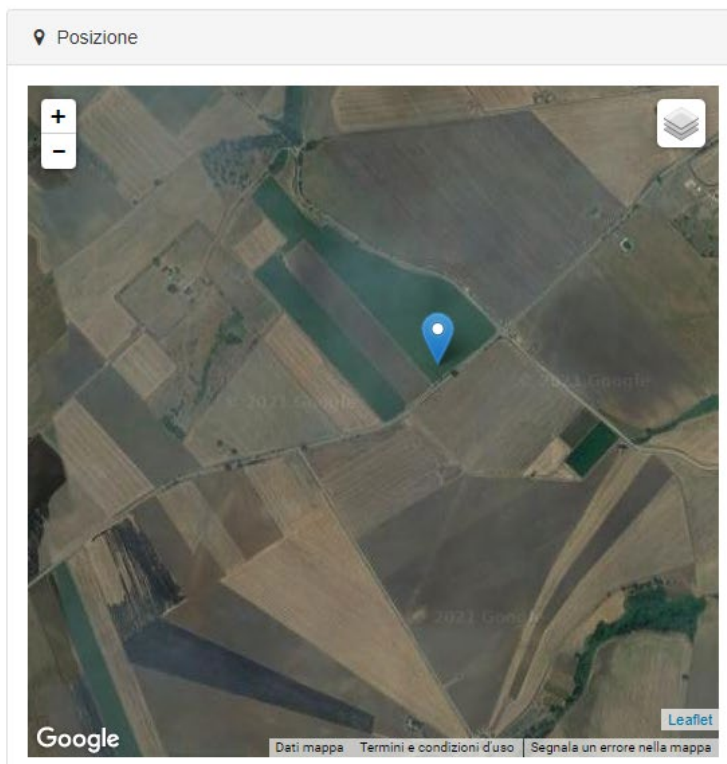 Posizione
+
−
© 2021 Google
© 2021 Google
© 2021 Google
Leaflet
Google
Dati mappa Termini e condizioni d'uso Segnala un errore nella mappa